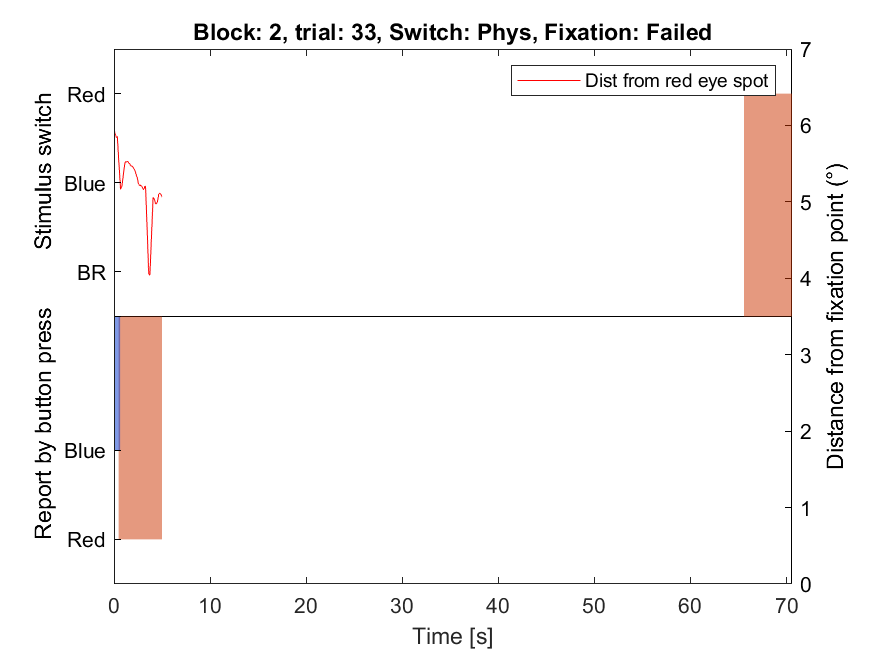 Block: 2, trial: 33, Switch: Phys, Fixation: Failed
Dist from red eye spot
Stimulus switch
Red
Blue
BR
Report by button press
Blue
Red
7
6
5
4
3
2
1
0
Distance from fixation point (°)
0 10 20 30 40 50 60 70
Time [s]